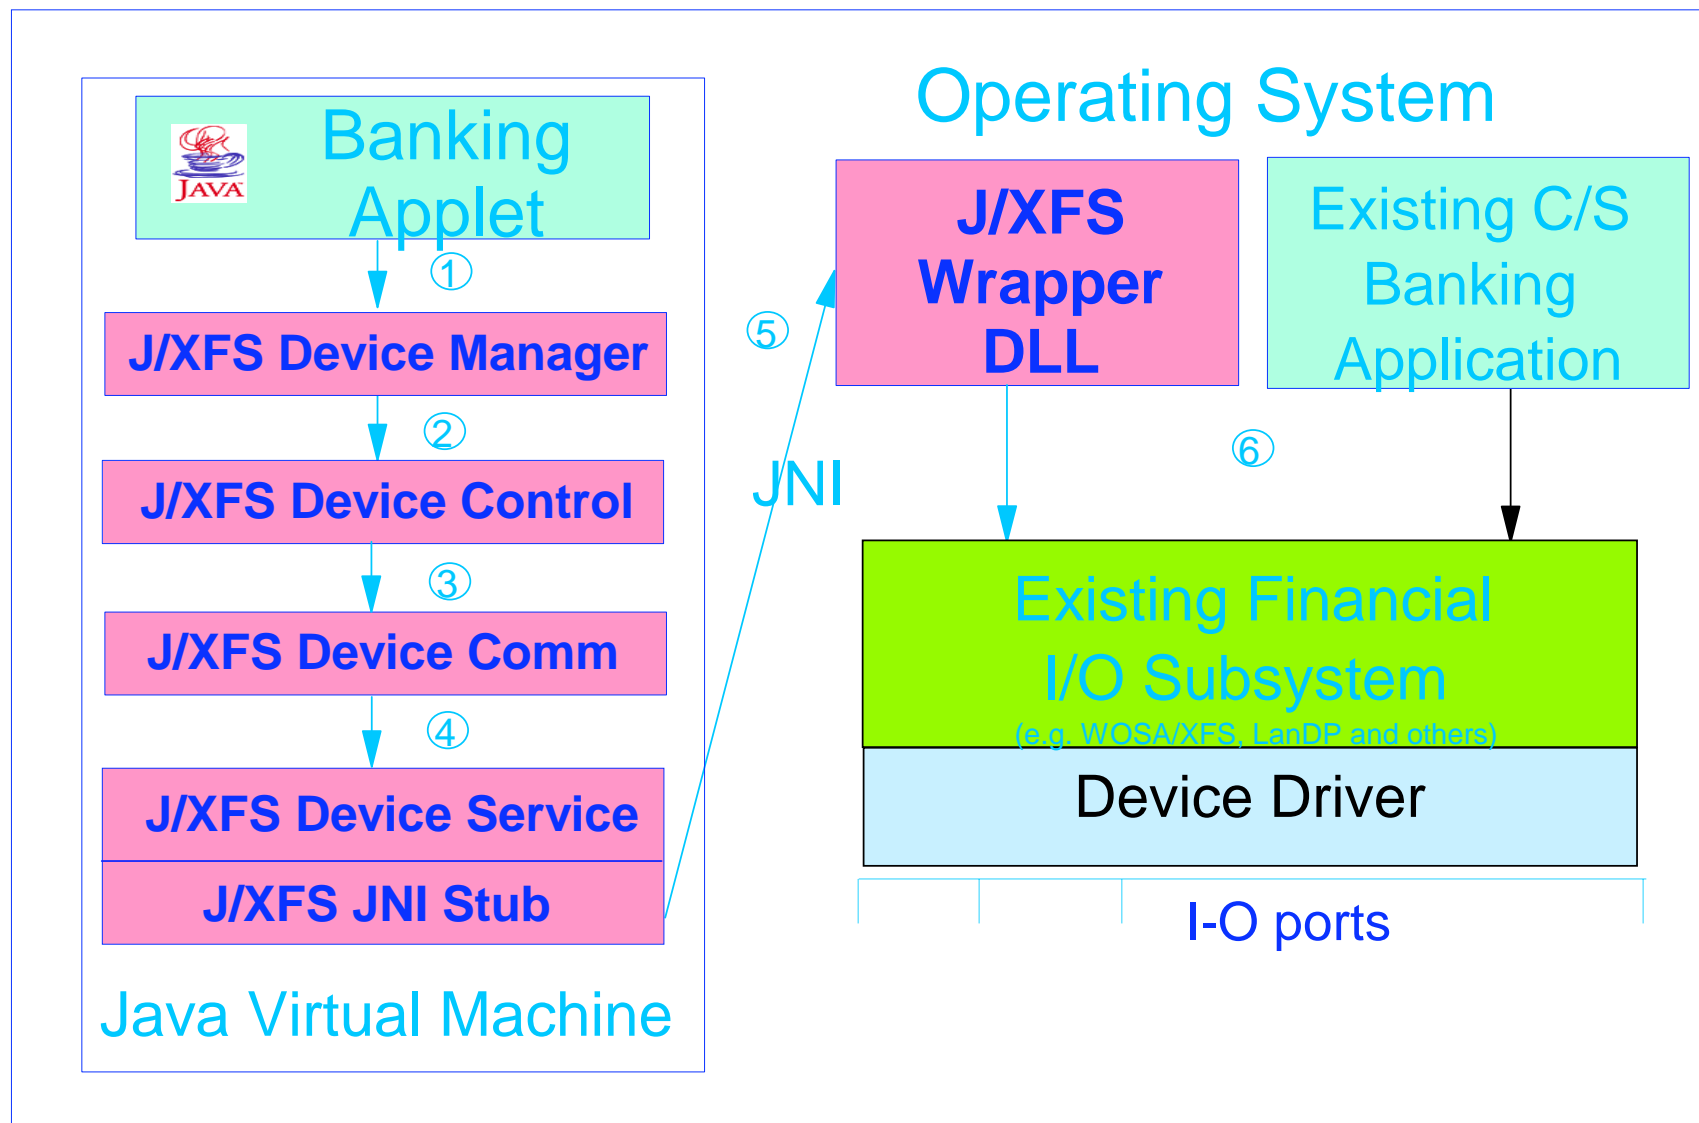 Banking
Applet
JAVA
①
J/XFS Device Manager
②
J/XFS Device Control
③
J/XFS Device Comm
④
J/XFS Device Service
J/XFS JNI Stub
Java Virtual Machine
⑤
JNI
Operating System
J/XFS
Wrapper
DLL
Existing C/S
Banking
Application
⑥
Existing Financial
I/O Subsystem
(e.g. WOSA/XFS, LanDP and others)
Device Driver
I-O ports